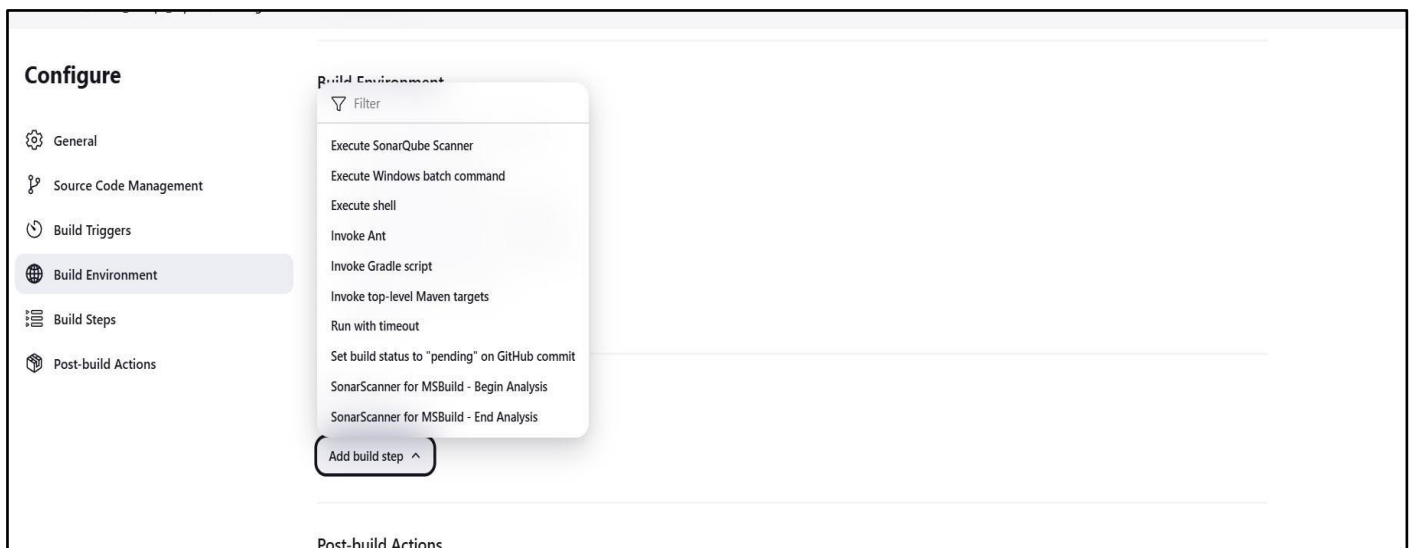 Configure
General
Source Code Management
Build Triggers
Build Environment
Build Steps
Post-build Actions
Build Environment
Filter
Execute SonarQube Scanner
Execute Windows batch command
Execute shell
Invoke Ant
Invoke Gradle script
Invoke top-level Maven targets
Run with timeout
Set build status to "pending" on GitHub commit
SonarScanner for MSBuild - Begin Analysis
SonarScanner for MSBuild - End Analysis
Add build step
Post-build Actions